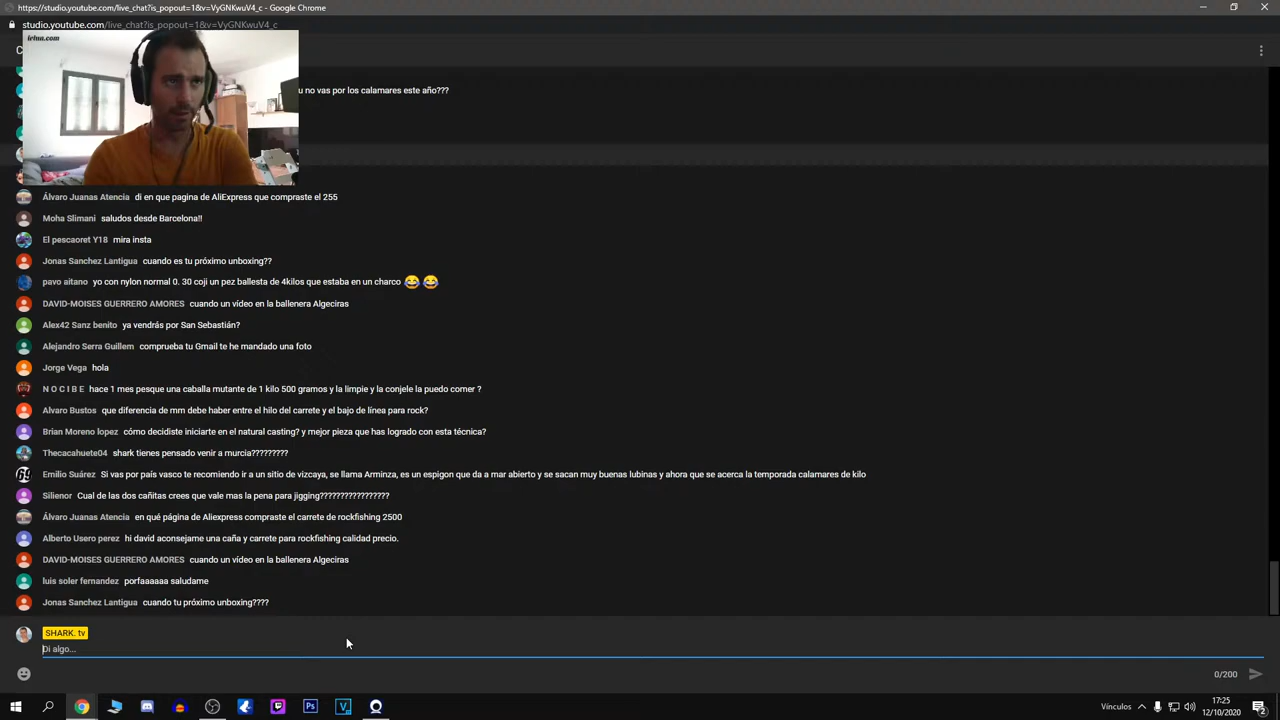 https://studio.youtube.com/live_chat?is_popout=1&v=VyGNKwuV4_c - Google Chrome
studio.youtube.com/live_chat?is_popout=1&v=VyGNKwuV4_c
iriun.com
u no vas por los calamares este año???
Álvaro Juanas Atencia di en que pagina de AliExpress que compraste el 255
Moha Slimani saludos desde Barcelona!!
El pescaoret Y18 mira insta
Jonas Sanchez Lantigua cuando es tu próximo unboxing??
pavo aitano yo con nylon normal 0. 30 coji un pez ballesta de 4kilos que estaba en un charco 😂 😂
DAVID-MOISES GUERRERO AMORES cuando un vídeo en la ballenera Algeciras
Alex42 Sanz benito ya vendrás por San Sebastián?
Alejandro Serra Guillem comprueba tu Gmail te he mandado una foto
Jorge Vega hola
N O C I B E hace 1 mes pesque una caballa mutante de 1 kilo 500 gramos y la limpie y la conjele la puedo comer ?
Alvaro Bustos que diferencia de mm debe haber entre el hilo del carrete y el bajo de línea para rock?
Brian Moreno lopez cómo decidiste iniciarte en el natural casting? y mejor pieza que has logrado con esta técnica?
Thecacahuete04 shark tienes pensado venir a murcia?????????
Emilio Suárez Si vas por país vasco te recomiendo ir a un sitio de vizcaya, se llama Arminza, es un espigon que da a mar abierto y se sacan muy buenas lubinas y ahora que se acerca la temporada calamares de kilo
Silienor Cual de las dos cañitas crees que vale mas la pena para jigging????????????????
Álvaro Juanas Atencia en qué página de Aliexpress compraste el carrete de rockfishing 2500
Alberto Usero perez hi david aconsejame una caña y carrete para rockfishing calidad precio.
DAVID-MOISES GUERRERO AMORES cuando un vídeo en la ballenera Algeciras
luis soler fernandez porfaaaaaa saludame
Jonas Sanchez Lantigua cuando tu próximo unboxing????
SHARK. tv
Di algo...
0/200
Vínculos
17:25
12/10/2020
2